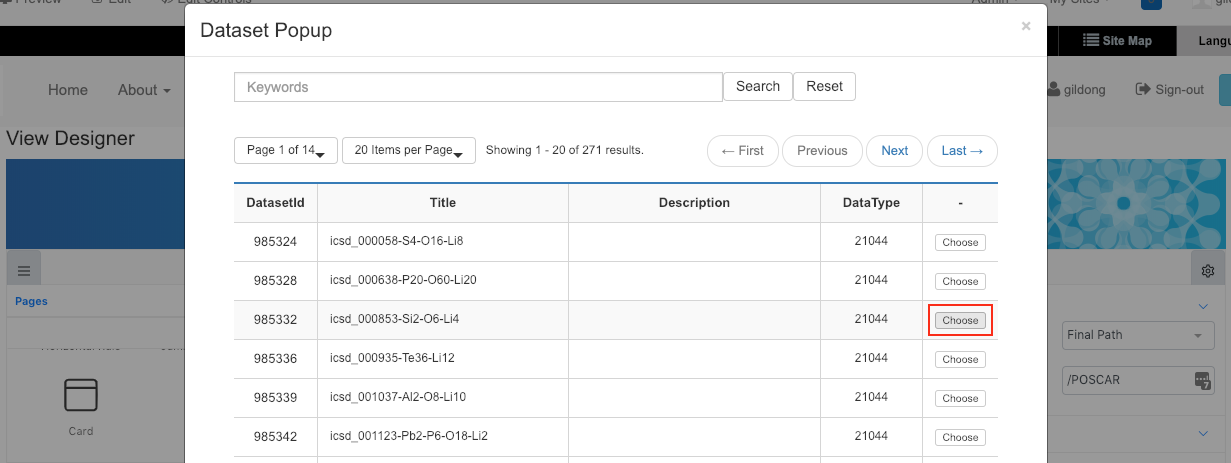 Preview Edit Edit Controls Admin My Sites
Dataset Popup ×
Site Map Langu
Home About gildong Sign-out
Keywords Search Reset
View Designer
Page 1 of 14 20 Items per Page Showing 1 - 20 of 271 results. ← First Previous Next Last →
DatasetId Title Description DataType -
985324 icsd_000058-S4-O16-Li8 21044 Choose
985328 icsd_000638-P20-O60-Li20 21044 Choose
Pages
985332 icsd_000853-Si2-O6-Li4 21044 Choose
Final Path
985336 icsd_000935-Te36-Li12 21044 Choose
/POSCAR
985339 icsd_001037-Al2-O8-Li10 21044 Choose
Card
985342 icsd_001123-Pb2-P6-O18-Li2 21044 Choose